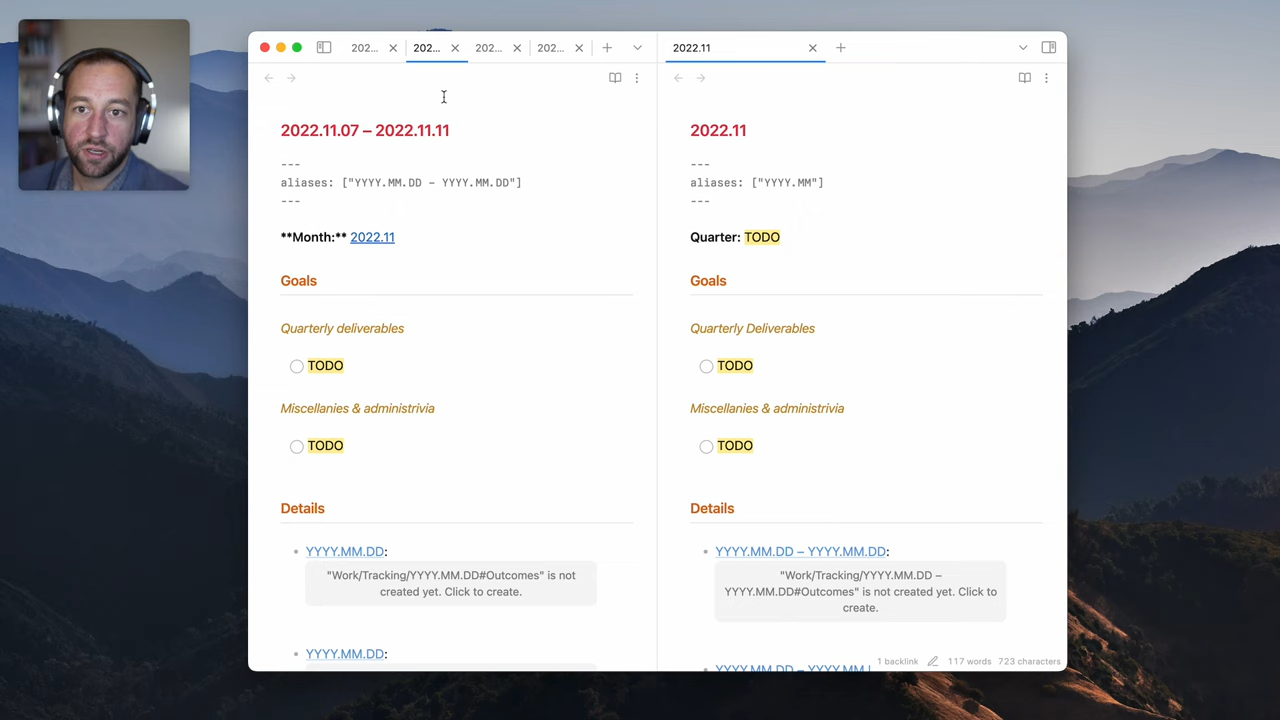 202...
202...
202...
202...
2022.11
2022.11.07 – 2022.11.11
---
aliases: ["YYYY.MM.DD – YYYY.MM.DD"]
---
**Month:** 2022.11
Goals
Quarterly deliverables
TODO
Miscellanies & administrivia
TODO
Details
YYYY.MM.DD:
"Work/Tracking/YYYY.MM.DD#Outcomes" is not
created yet. Click to create.
YYYY.MM.DD:
2022.11
---
aliases: ["YYYY.MM"]
---
Quarter: TODO
Goals
Quarterly Deliverables
TODO
Miscellanies & administrivia
TODO
Details
YYYY.MM.DD – YYYY.MM.DD:
"Work/Tracking/YYYY.MM.DD –
YYYY.MM.DD#Outcomes" is not created yet. Click to
create.
1 backlink 117 words 723 characters